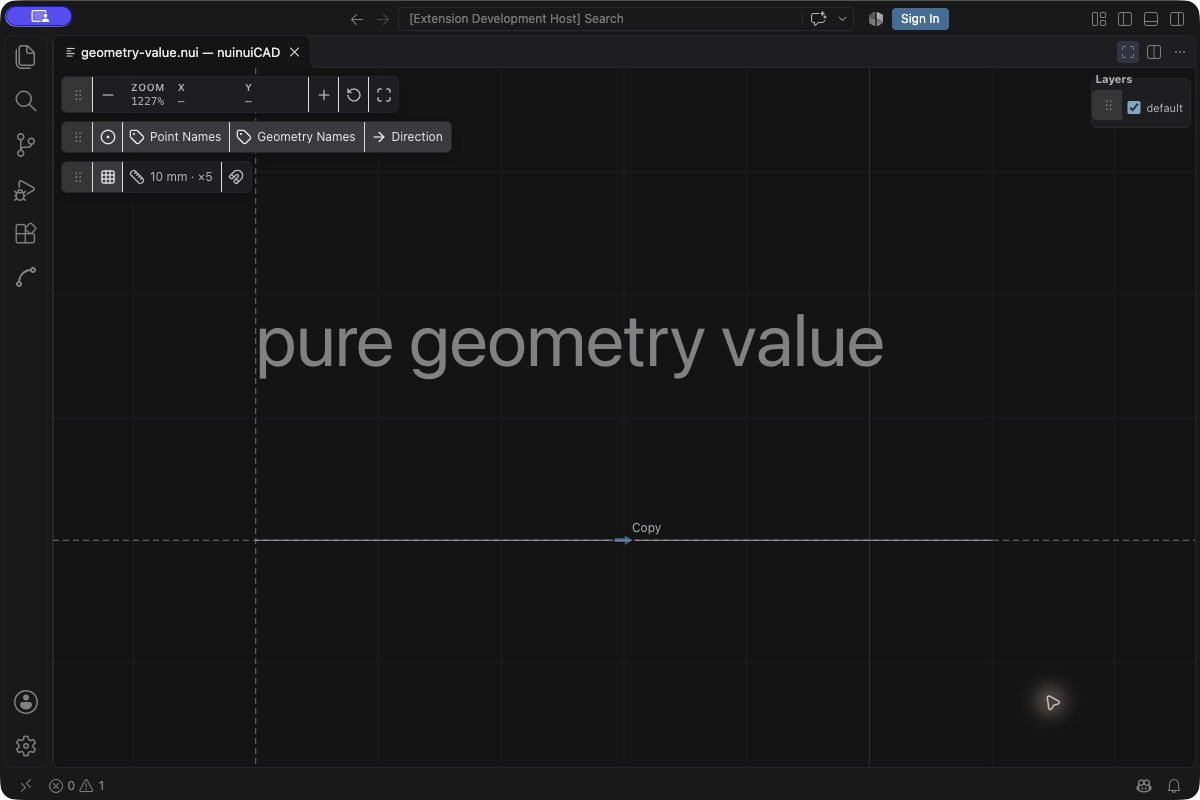 [Extension Development Host] Search
Sign In
geometry-value.nui — nuinuiCAD
ZOOM X Y
1227% — —
Layers
default
Point Names Geometry Names Direction
10 mm · ×5
pure geometry value
Copy
0 1